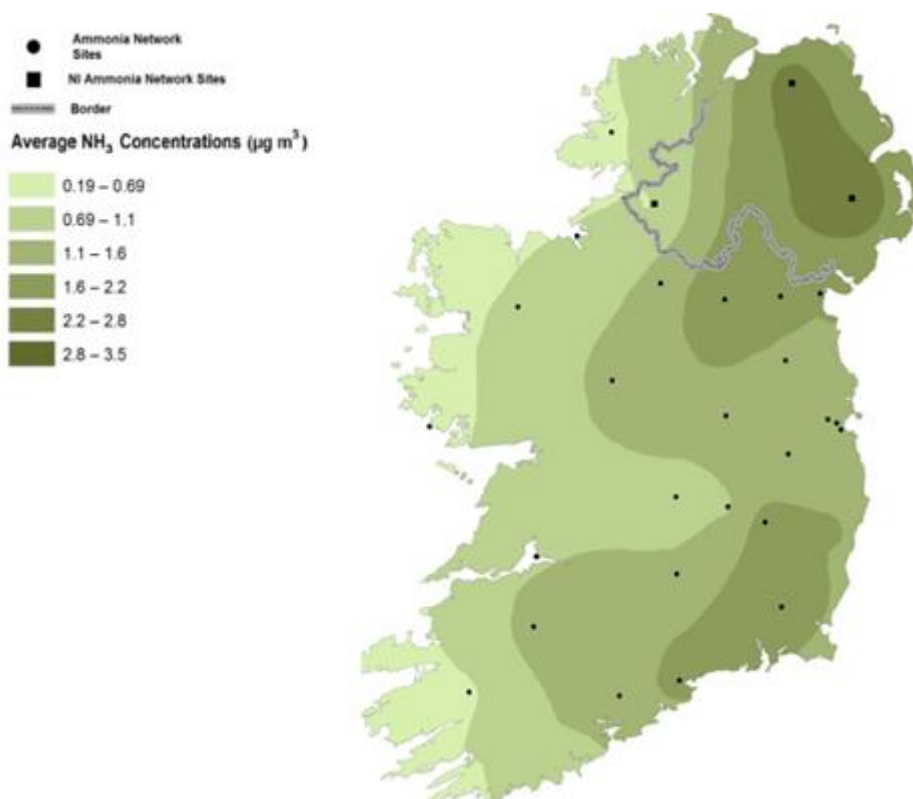 Ammonia Network
Sites
NI Ammonia Network Sites
Border
Average NH₃ Concentrations (µg m³)
0.19 – 0.69
0.69 – 1.1
1.1 – 1.6
1.6 – 2.2
2.2 – 2.8
2.8 – 3.5